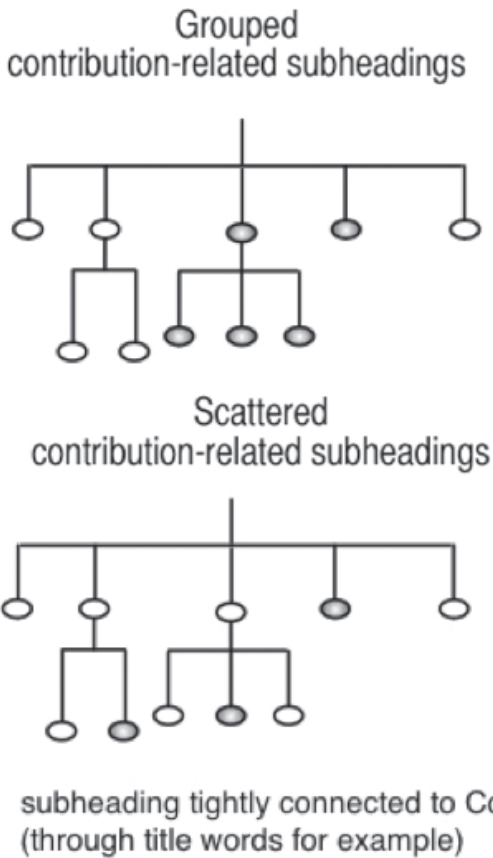 Grouped
contribution-related subheadings
Scattered
contribution-related subheadings
subheading tightly connected to
(through title words for example)